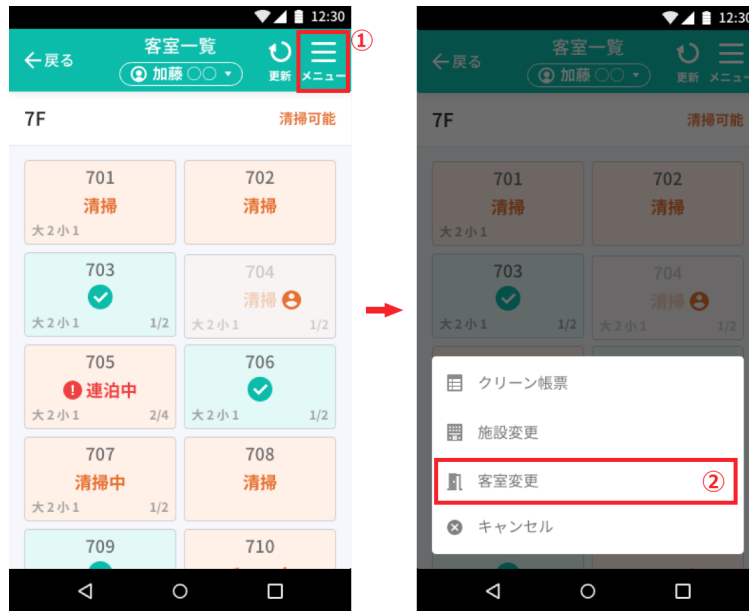 12:30
①
戻る
客室一覧
加藤○○
更新
メニュー
7F
清掃可能
701
清掃
大2小1
702
清掃
703
大2小1
1/2
704
清掃
大2小1
1/2
705
連泊中
大2小1
2/4
706
大2小1
1/2
707
清掃中
大2小1
1/2
708
清掃
709
710
12:30
戻る
客室一覧
加藤○○
更新
メニュー
7F
清掃可能
701
清掃
大2小1
702
清掃
703
大2小1
1/2
704
清掃
大2小1
1/2
クリーン帳票
施設変更
客室変更
②
キャンセル